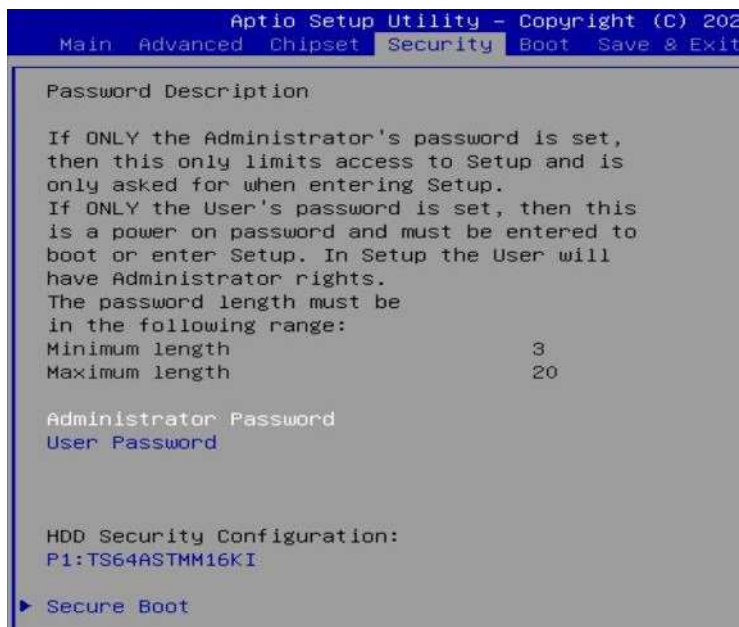 Aptio Setup Utility – Copyright (C) 202
Main Advanced Chipset Security Boot Save & Exit
Password Description
If ONLY the Administrator's password is set,
then this only limits access to Setup and is
only asked for when entering Setup.
If ONLY the User's password is set, then this
is a power on password and must be entered to
boot or enter Setup. In Setup the User will
have Administrator rights.
The password length must be
in the following range:
Minimum length 3
Maximum length 20
Administrator Password
User Password
HDD Security Configuration:
P1:TS64ASTMM16KI
Secure Boot